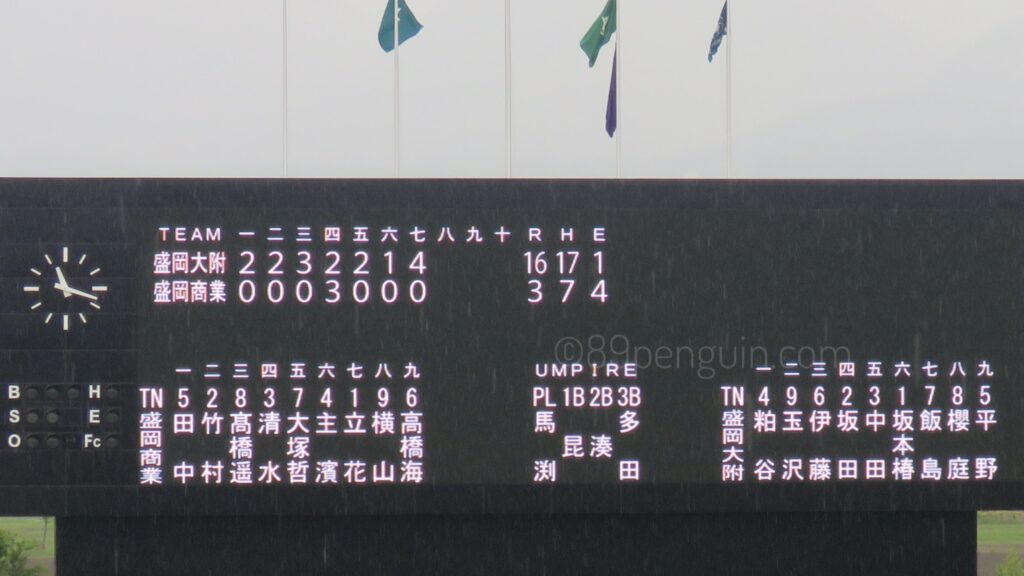 TEAM 一 二 三 四 五 六 七 八 九 十 R H E
盛岡大附 2 2 3 2 2 1 4 16 17 1
盛岡商業 0 0 0 3 0 0 0 3 7 4
©89penguin.com
B H
S E
O Fc
一 二 三 四 五 六 七 八 九
TN 5 2 8 3 7 4 1 9 6
盛岡商業 田中 竹村 髙橋遥 清水 大塚哲 主濱 立花 横山 高橋海
UMPIRE
PL 1B 2B 3B
馬渕 昆 湊 多田
一 二 三 四 五 六 七 八 九
TN 4 9 6 2 3 1 7 8 5
盛岡大附 粕谷 玉沢 伊藤 坂田 中田 坂本椿 飯島 櫻庭 平野